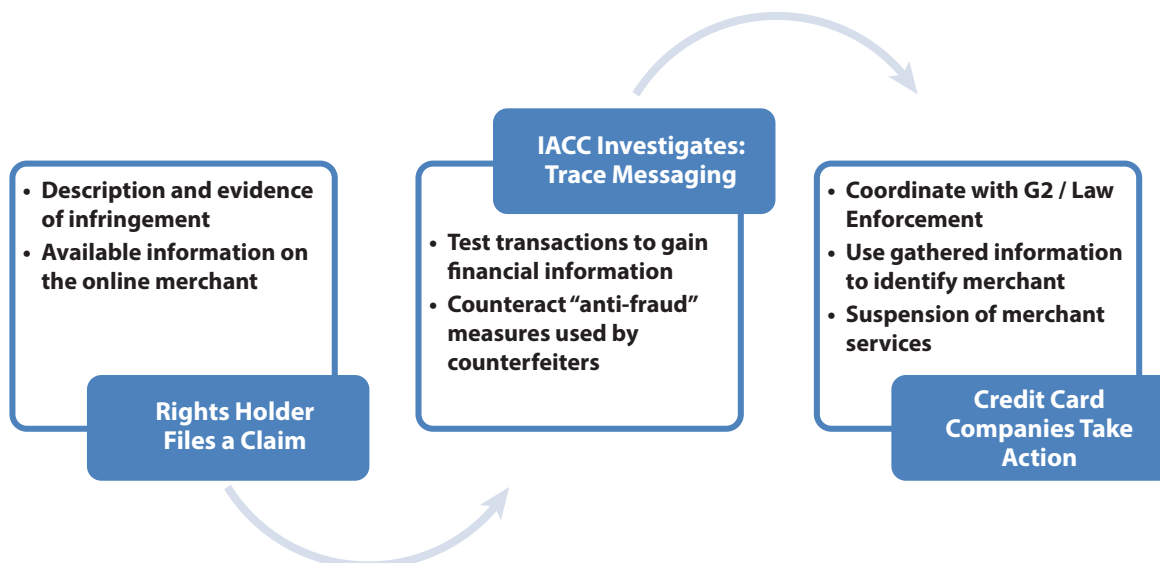 • Description and evidence
of infringement
• Available information on
the online merchant
Rights Holder
Files a Claim
IACC Investigates:
Trace Messaging
• Test transactions to gain
financial information
• Counteract “anti-fraud”
measures used by
counterfeiters
• Coordinate with G2 / Law
Enforcement
• Use gathered information
to identify merchant
• Suspension of merchant
services
Credit Card
Companies Take
Action